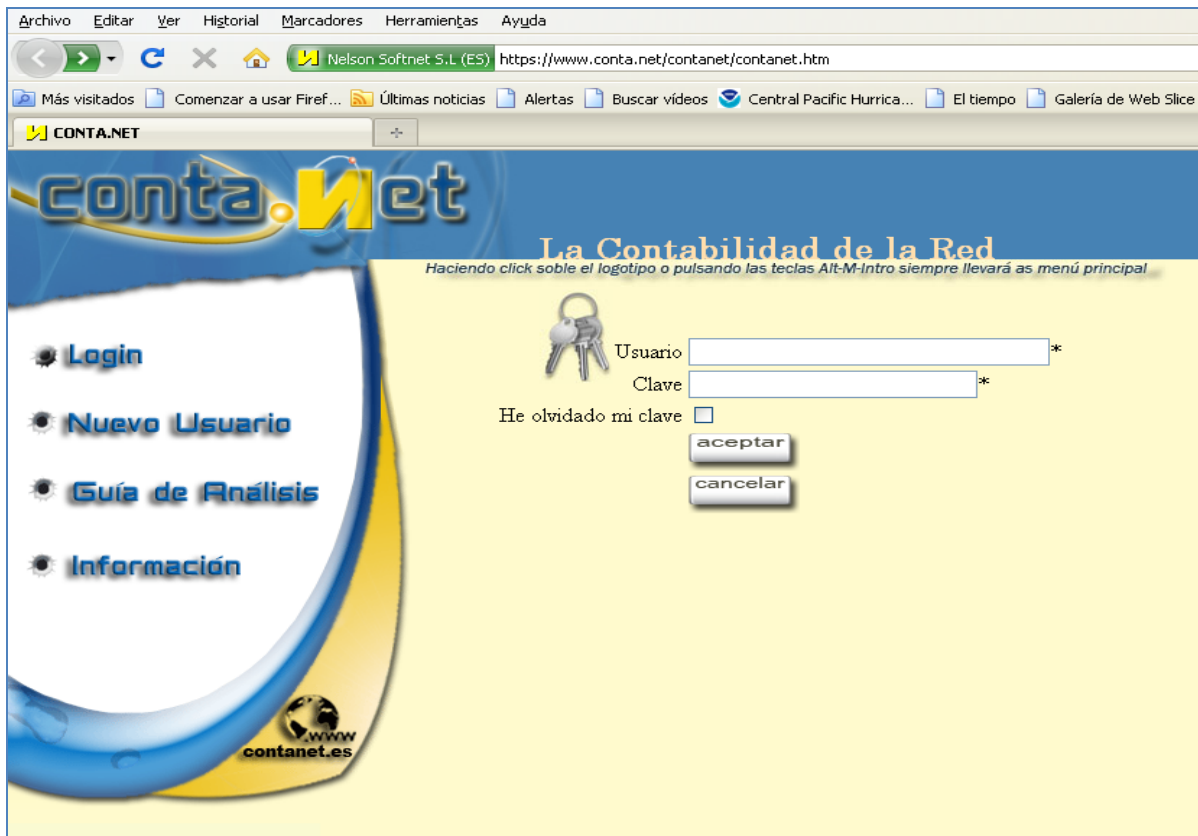 Archivo Editar Ver Historial Marcadores Herramientas Ayuda
Nelson Softnet S.L (ES) https://www.conta.net/contanet/contanet.htm
Más visitados Comenzar a usar Firef... Últimas noticias Alertas Buscar vídeos Central Pacific Hurrica... El tiempo Galería de Web Slice
CONTA.NET
conta.Net
La Contabilidad de la Red
Haciendo click soble el logotipo o pulsando las teclas Alt-M-Intro siempre llevará as menú principal
Usuario *
Clave *
He olvidado mi clave
aceptar
cancelar
Login
Nuevo Usuario
Guía de Análisis
Información
www
contanet.es